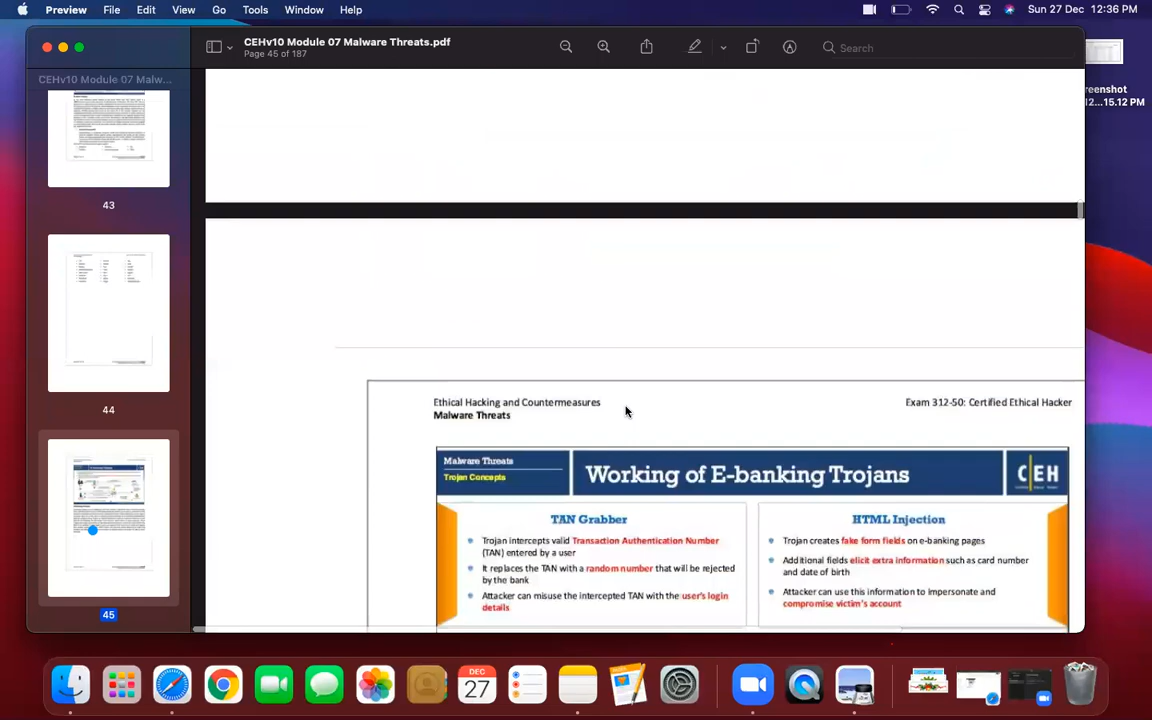 Preview File Edit View Go Tools Window Help Sun 27 Dec 12:36 PM
CEHv10 Module 07 Malware Threats.pdf
Page 45 of 187
Search
CEHv10 Module 07 Malw...
43
44
45
reenshot
12...15.12 PM
Ethical Hacking and Countermeasures Exam 312-50: Certified Ethical Hacker
Malware Threats
Malware Threats
Trojan Concepts
Working of E-banking Trojans
CEH
TAN Grabber
Trojan intercepts valid Transaction Authentication Number
(TAN) entered by a user
It replaces the TAN with a random number that will be rejected
by the bank
Attacker can misuse the intercepted TAN with the user's login
details
HTML Injection
Trojan creates fake form fields on e-banking pages
Additional fields elicit extra information such as card number
and date of birth
Attacker can use this information to impersonate and
compromise victim's account
DEC
27